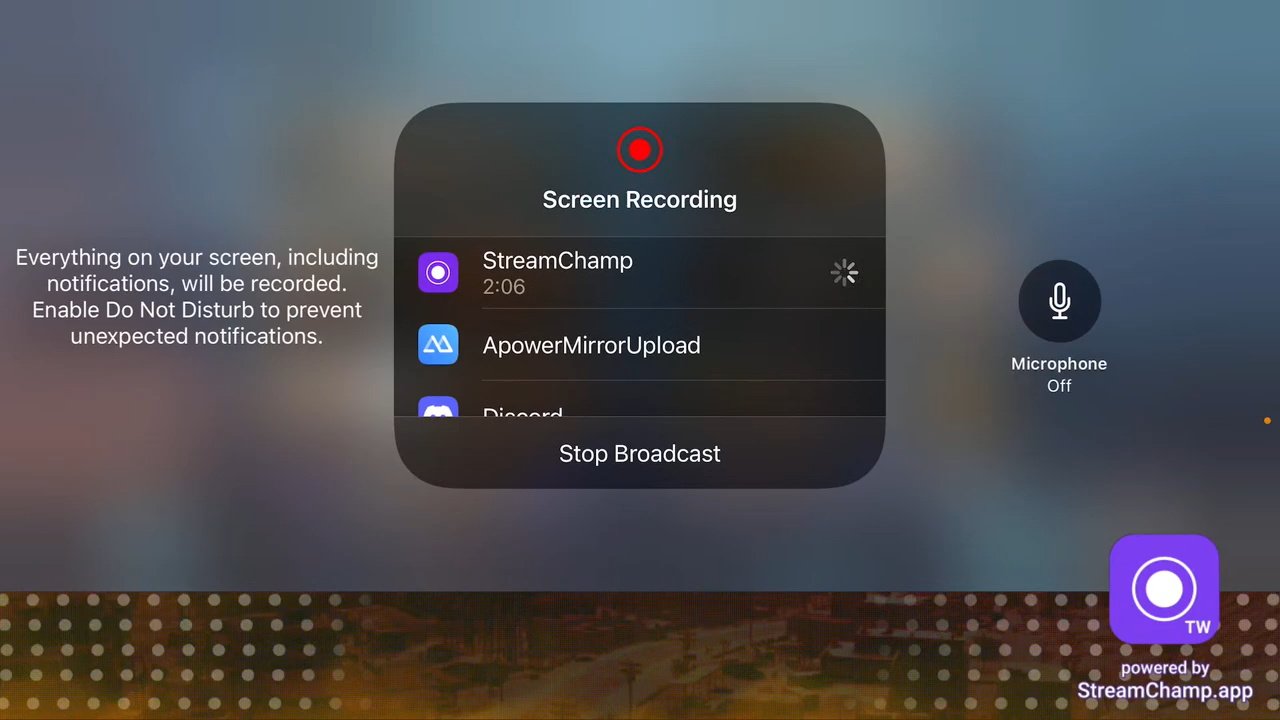 Screen Recording
Everything on your screen, including
notifications, will be recorded.
Enable Do Not Disturb to prevent
unexpected notifications.
StreamChamp
2:06
ApowerMirrorUpload
Discord
Stop Broadcast
Microphone
Off
TW
powered by
StreamChamp.app